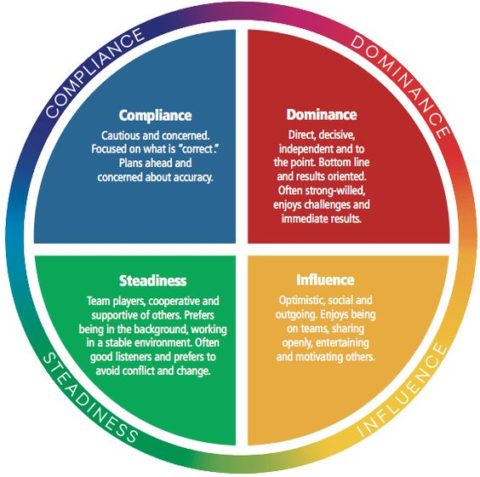 COMPLIANCE
DOMINANCE
Compliance
Cautious and concerned.
Focused on what is “correct.”
Plans ahead and
concerned about accuracy.
Dominance
Direct, decisive,
independent and to
the point. Bottom line
and results oriented.
Often strong-willed,
enjoys challenges and
immediate results.
Steadiness
Team players, cooperative and
supportive of others. Prefers
being in the background, working
in a stable environment. Often
good listeners and prefers to
avoid conflict and change.
Influence
Optimistic, social and
outgoing. Enjoys being
on teams, sharing
openly, entertaining
and motivating others.
STEADINESS
INFLUENCE